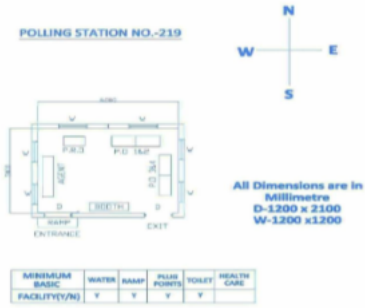 N
POLLING STATION NO.-219
W E
S
W W
P.R.O P.O 1&2
AGENT
D BOOTH D
RAMP
ENTRANCE EXIT
All Dimensions are in
Millimetre
D-1200 x 2100
W-1200 x1200
MINIMUM BASIC FACILITY(Y/N) WATER RAMP PLUG POINTS TOILET HEALTH CARE
Y Y Y Y